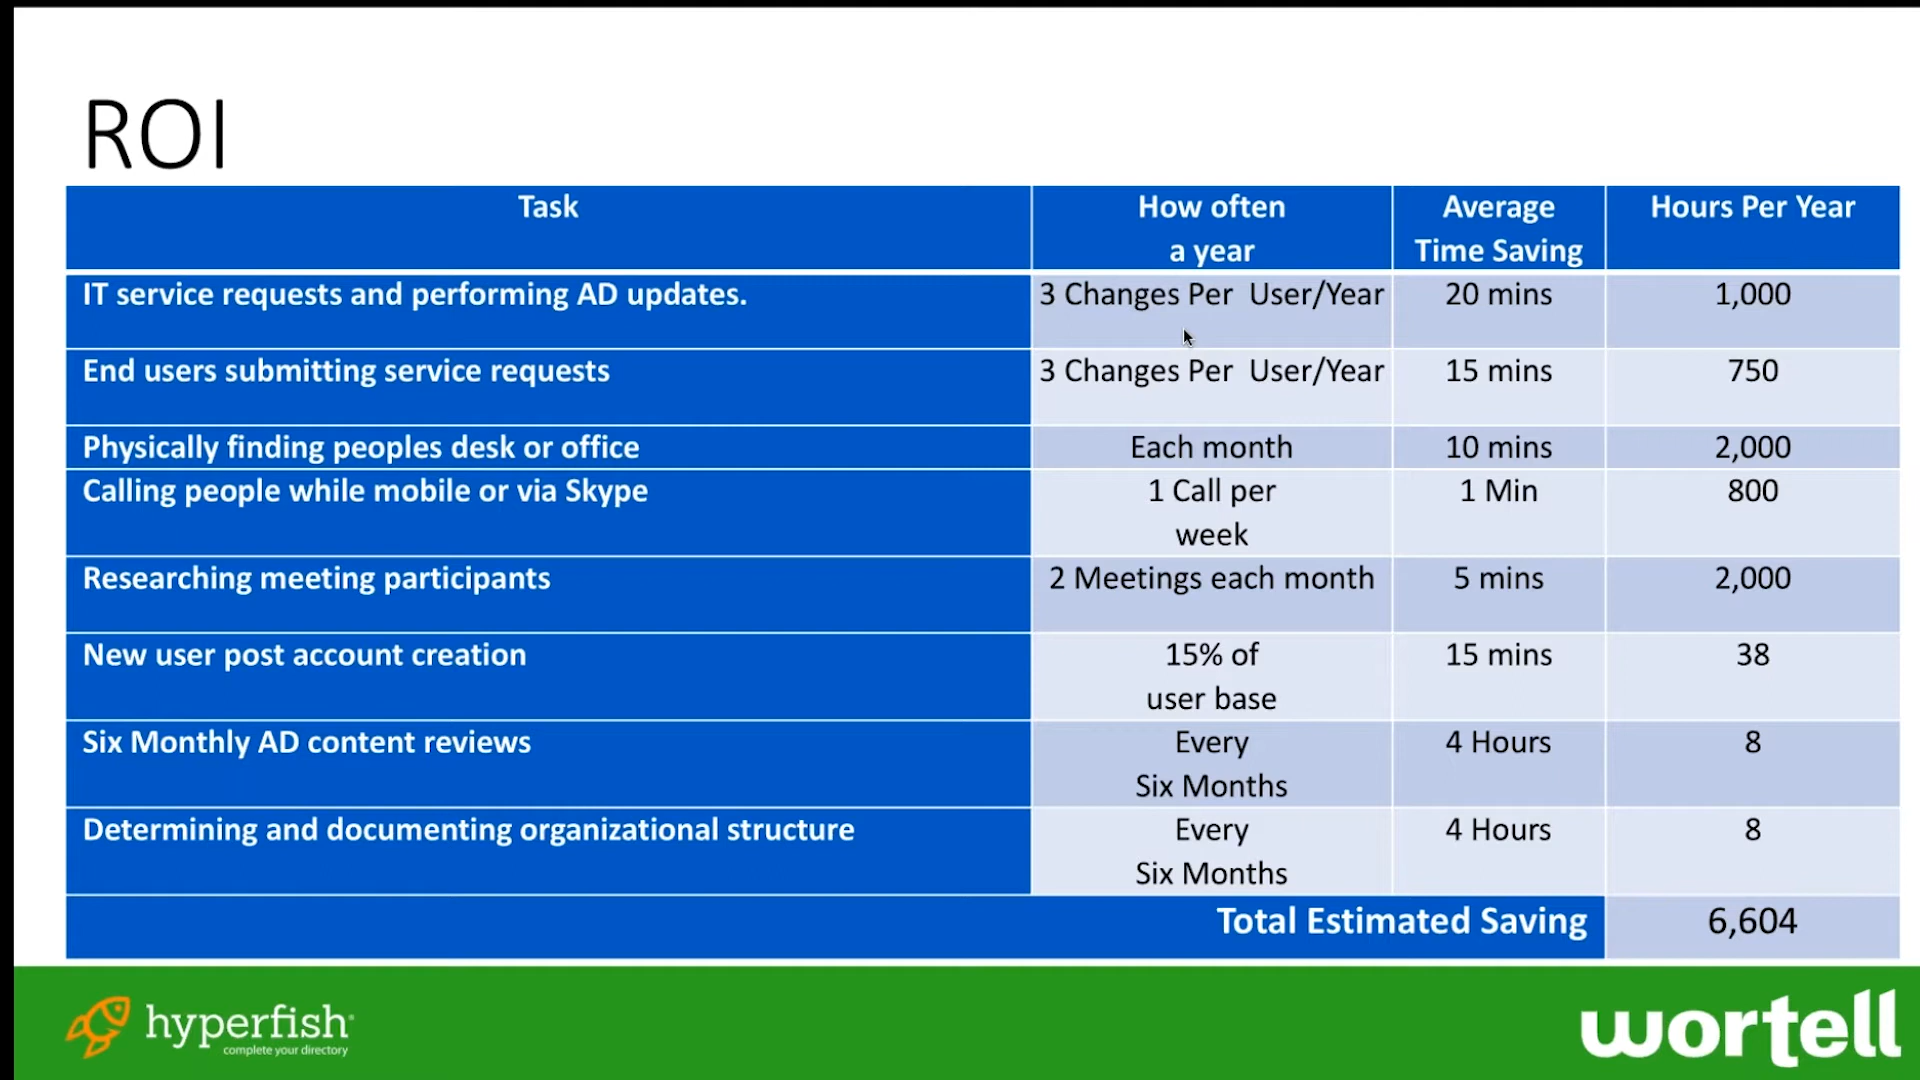 ROI
Task How often Average Hours Per Year
a year Time Saving
IT service requests and performing AD updates. 3 Changes Per User/Year 20 mins 1,000
End users submitting service requests 3 Changes Per User/Year 15 mins 750
Physically finding peoples desk or office Each month 10 mins 2,000
Calling people while mobile or via Skype 1 Call per 1 Min 800
week
Researching meeting participants 2 Meetings each month 5 mins 2,000
New user post account creation 15% of 15 mins 38
user base
Six Monthly AD content reviews Every 4 Hours 8
Six Months
Determining and documenting organizational structure Every 4 Hours 8
Six Months
Total Estimated Saving 6,604
hyperfish
complete your directory
wortell